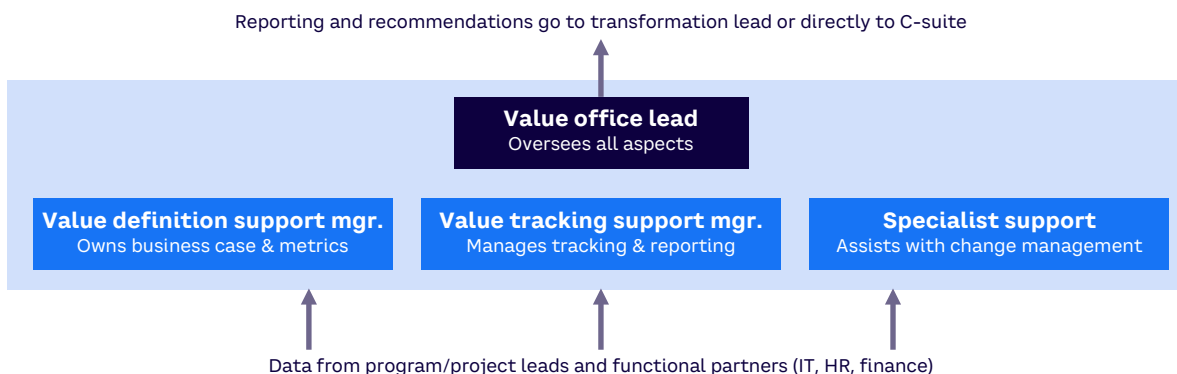 Reporting and recommendations go to transformation lead or directly to C-suite
Value office lead
Oversees all aspects
Value definition support mgr.
Owns business case & metrics
Value tracking support mgr.
Manages tracking & reporting
Specialist support
Assists with change management
Data from program/project leads and functional partners (IT, HR, finance)